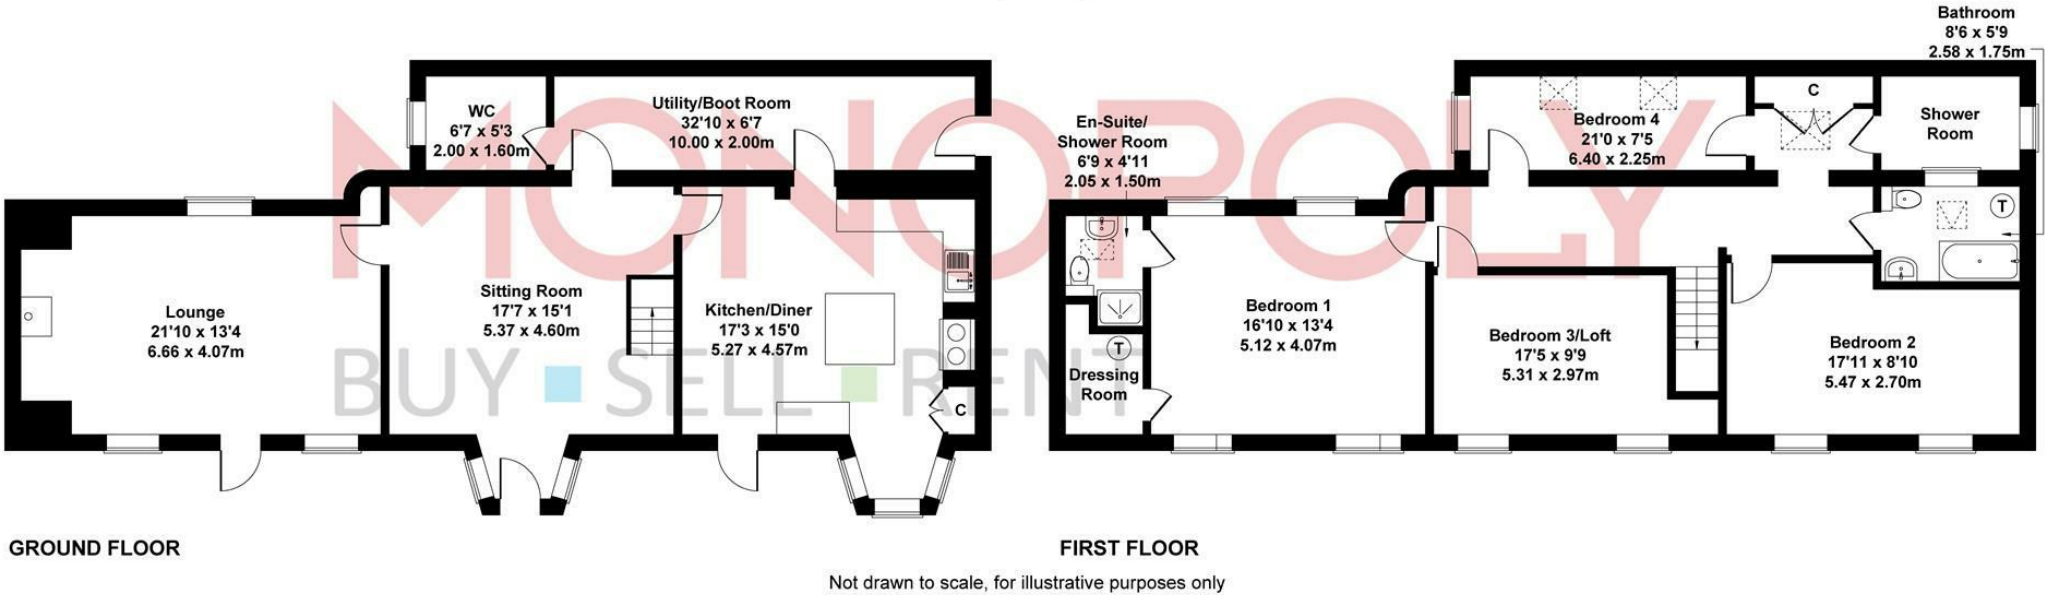 WC
6'7 x 5'3
2.00 x 1.60m
Utility/Boot Room
32'10 x 6'7
10.00 x 2.00m
Lounge
21'10 x 13'4
6.66 x 4.07m
Sitting Room
17'7 x 15'1
5.37 x 4.60m
Kitchen/Diner
17'3 x 15'0
5.27 x 4.57m
C
En-Suite/
Shower Room
6'9 x 4'11
2.05 x 1.50m
T
Dressing
Room
Bedroom 1
16'10 x 13'4
5.12 x 4.07m
Bedroom 3/Loft
17'5 x 9'9
5.31 x 2.97m
Bedroom 4
21'0 x 7'5
6.40 x 2.25m
C
Shower
Room
Bathroom
8'6 x 5'9
2.58 x 1.75m
T
Bedroom 2
17'11 x 8'10
5.47 x 2.70m
MONOPOLY
BUY SELL RENT
GROUND FLOOR
FIRST FLOOR
Not drawn to scale, for illustrative purposes only